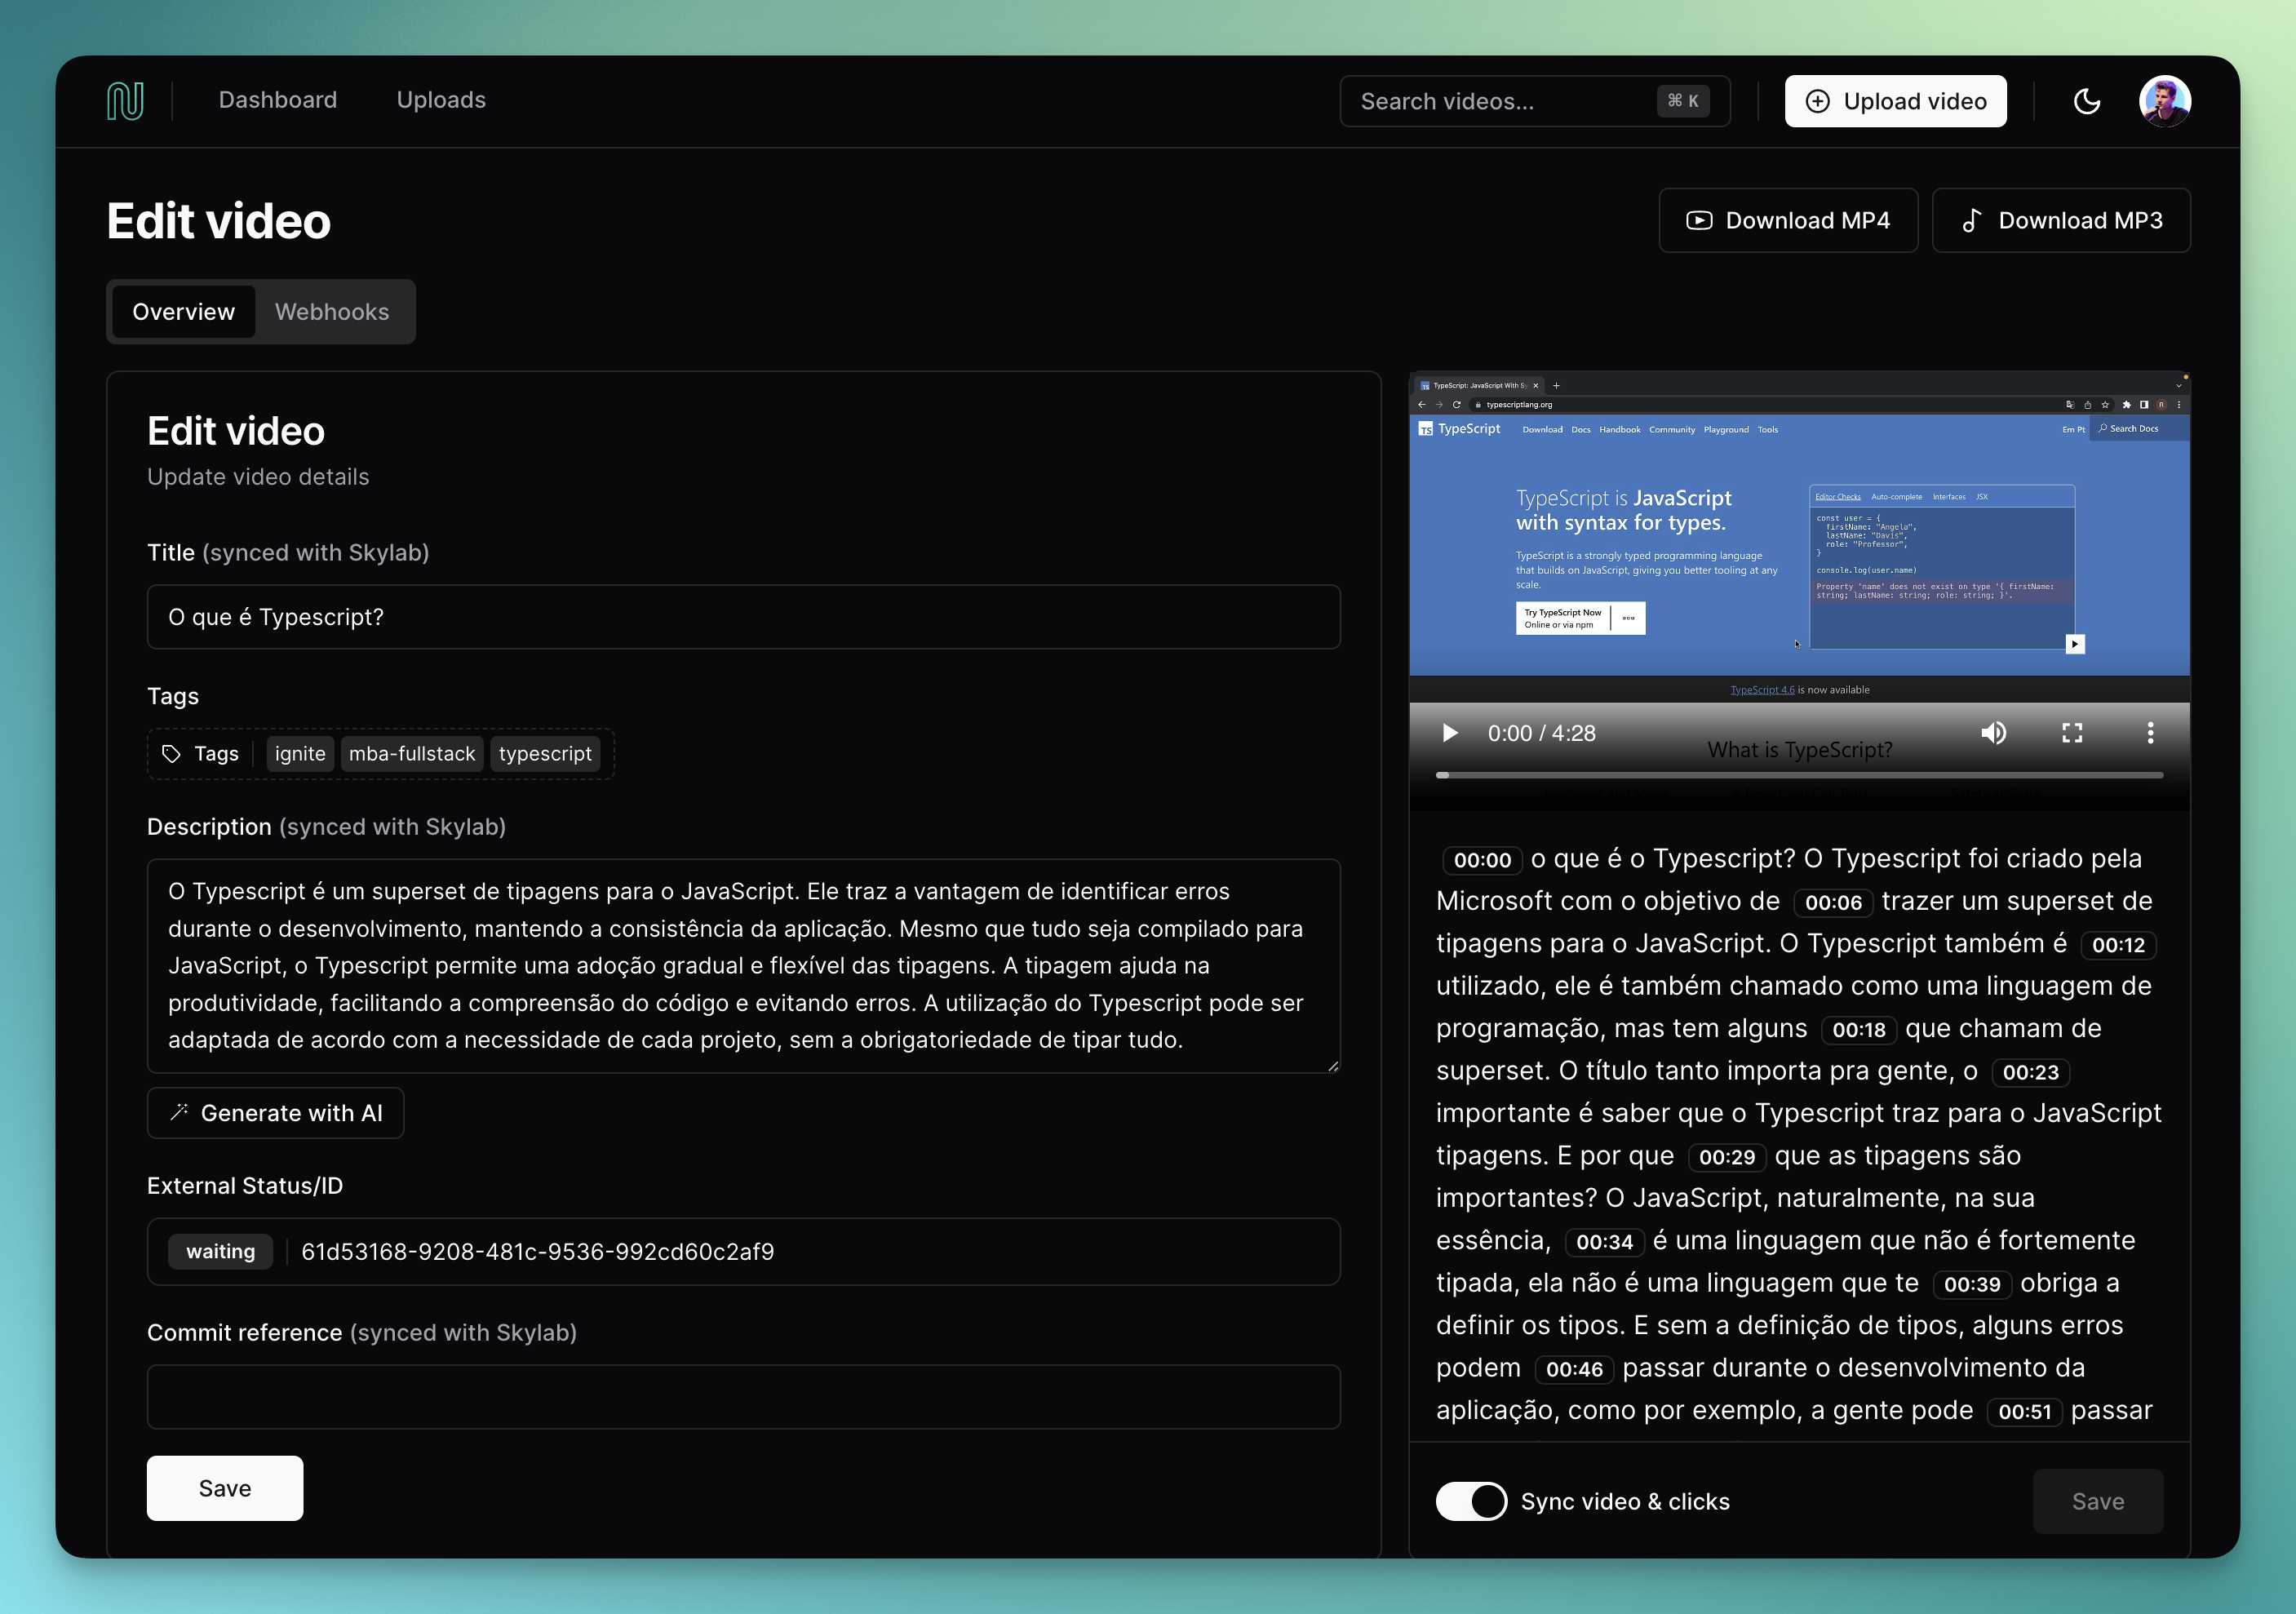 Dashboard
Uploads
Search videos...
⌘ K
Upload video
Edit video
Download MP4
Download MP3
Overview
Webhooks
Edit video
Update video details
Title (synced with Skylab)
O que é Typescript?
Tags
Tags
ignite
mba-fullstack
typescript
Description (synced with Skylab)
O Typescript é um superset de tipagens para o JavaScript. Ele traz a vantagem de identificar erros
durante o desenvolvimento, mantendo a consistência da aplicação. Mesmo que tudo seja compilado para
JavaScript, o Typescript permite uma adoção gradual e flexível das tipagens. A tipagem ajuda na
produtividade, facilitando a compreensão do código e evitando erros. A utilização do Typescript pode ser
adaptada de acordo com a necessidade de cada projeto, sem a obrigatoriedade de tipar tudo.
Generate with AI
External Status/ID
waiting
61d53168-9208-481c-9536-992cd60c2af9
Commit reference (synced with Skylab)
Save
TypeScript: JavaScript With Sy
typescriptlang.org
TS TypeScript
Download Docs Handbook Community Playground Tools
Em Pt
Search Docs
TypeScript is JavaScript
with syntax for types.
TypeScript is a strongly typed programming language
that builds on JavaScript, giving you better tooling at any
scale.
Try TypeScript Now
Online or via npm
Editor Checks Auto-complete Interfaces JSX
const user = {
firstName: "Angela",
lastName: "Davis",
role: "Professor",
}
console.log(user.name)
Property 'name' does not exist on type '{ firstName:
string; lastName: string; role: string; }'.
TypeScript 4.6 is now available
0:00 / 4:28
What is TypeScript?
00:00 o que é o Typescript? O Typescript foi criado pela
Microsoft com o objetivo de 00:06 trazer um superset de
tipagens para o JavaScript. O Typescript também é 00:12
utilizado, ele é também chamado como uma linguagem de
programação, mas tem alguns 00:18 que chamam de
superset. O título tanto importa pra gente, o 00:23
importante é saber que o Typescript traz para o JavaScript
tipagens. E por que 00:29 que as tipagens são
importantes? O JavaScript, naturalmente, na sua
essência, 00:34 é uma linguagem que não é fortemente
tipada, ela não é uma linguagem que te 00:39 obriga a
definir os tipos. E sem a definição de tipos, alguns erros
podem 00:46 passar durante o desenvolvimento da
aplicação, como por exemplo, a gente pode 00:51 passar
Sync video & clicks
Save